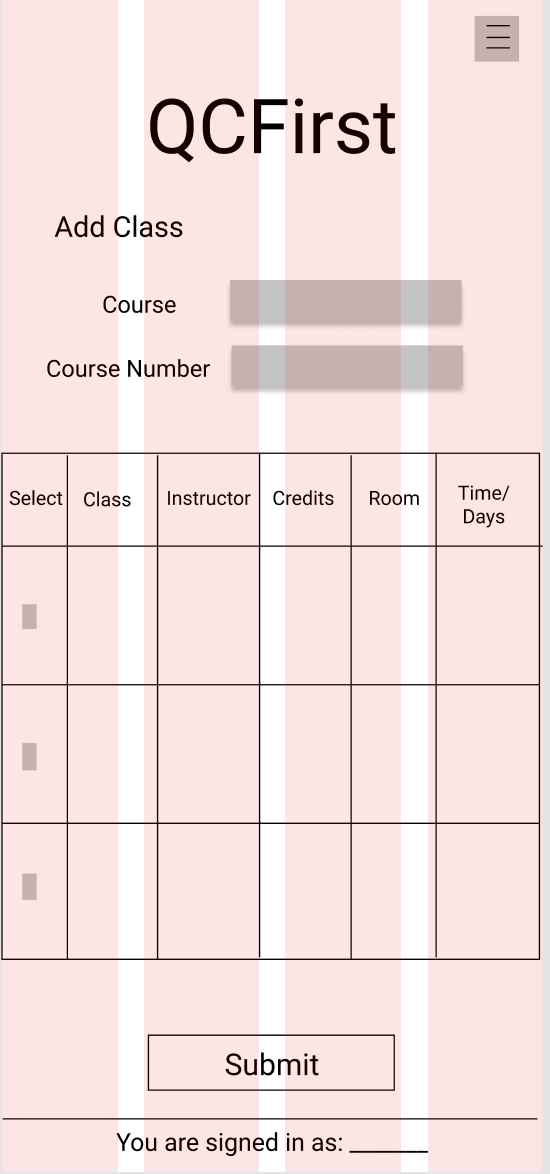 QCFirst
Add Class
Course
Course Number
Select Class Instructor Credits Room Time/
Days
Submit
You are signed in as: _______